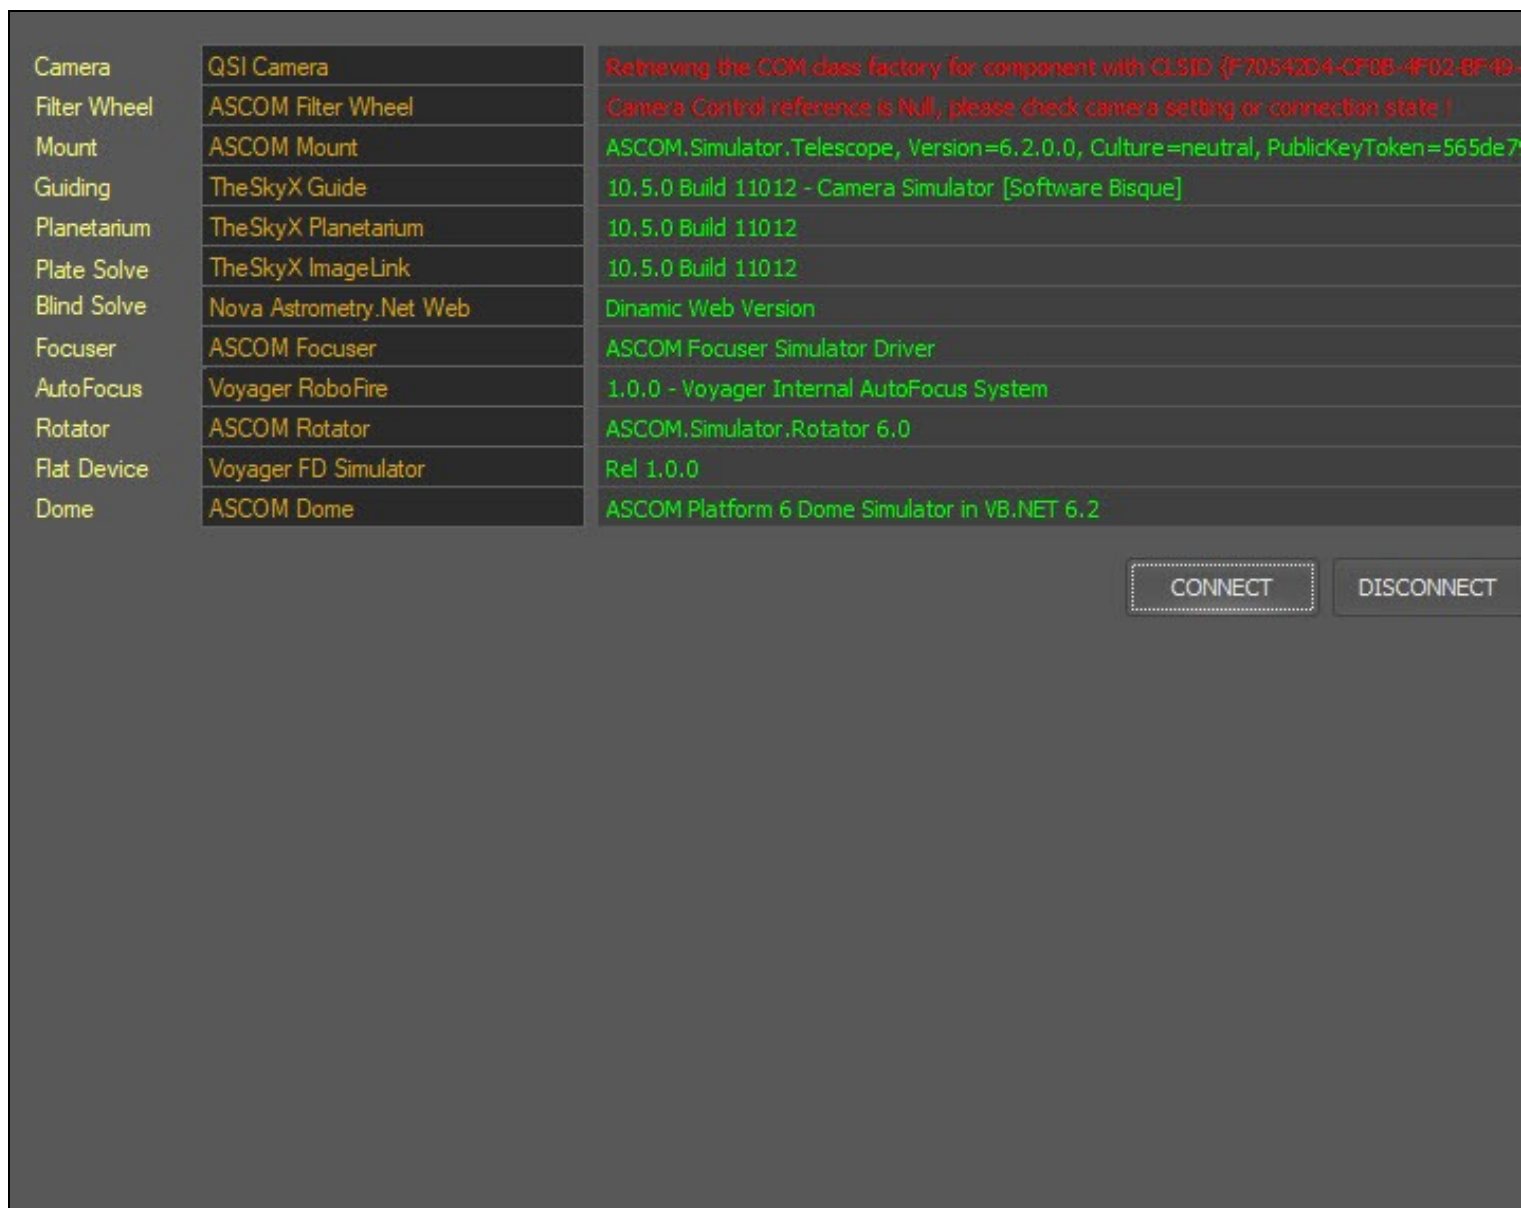 Camera QSI Camera Retrieving the COM class factory for component with CLSID {F70542D4-CF0B-4F02-BF49-
Filter Wheel ASCOM Filter Wheel Camera Control reference is Null, please check camera setting or connection state !
Mount ASCOM Mount ASCOM.Simulator.Telescope, Version=6.2.0.0, Culture=neutral, PublicKeyToken=565de79
Guiding TheSkyX Guide 10.5.0 Build 11012 - Camera Simulator [Software Bisque]
Planetarium TheSkyX Planetarium 10.5.0 Build 11012
Plate Solve TheSkyX ImageLink 10.5.0 Build 11012
Blind Solve Nova Astrometry.Net Web Dinamic Web Version
Focuser ASCOM Focuser ASCOM Focuser Simulator Driver
AutoFocus Voyager RoboFire 1.0.0 - Voyager Internal AutoFocus System
Rotator ASCOM Rotator ASCOM.Simulator.Rotator 6.0
Flat Device Voyager FD Simulator Rel 1.0.0
Dome ASCOM Dome ASCOM Platform 6 Dome Simulator in VB.NET 6.2
CONNECT DISCONNECT